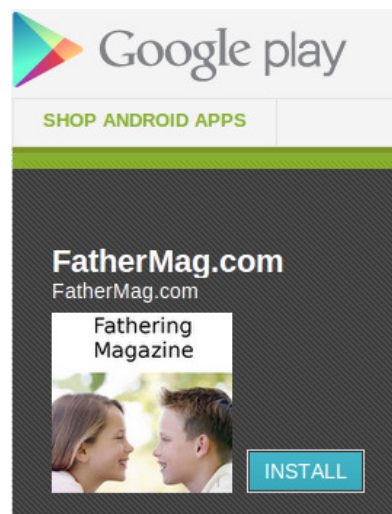 Google play
SHOP ANDROID APPS
FatherMag.com
FatherMag.com
Fathering
Magazine
INSTALL